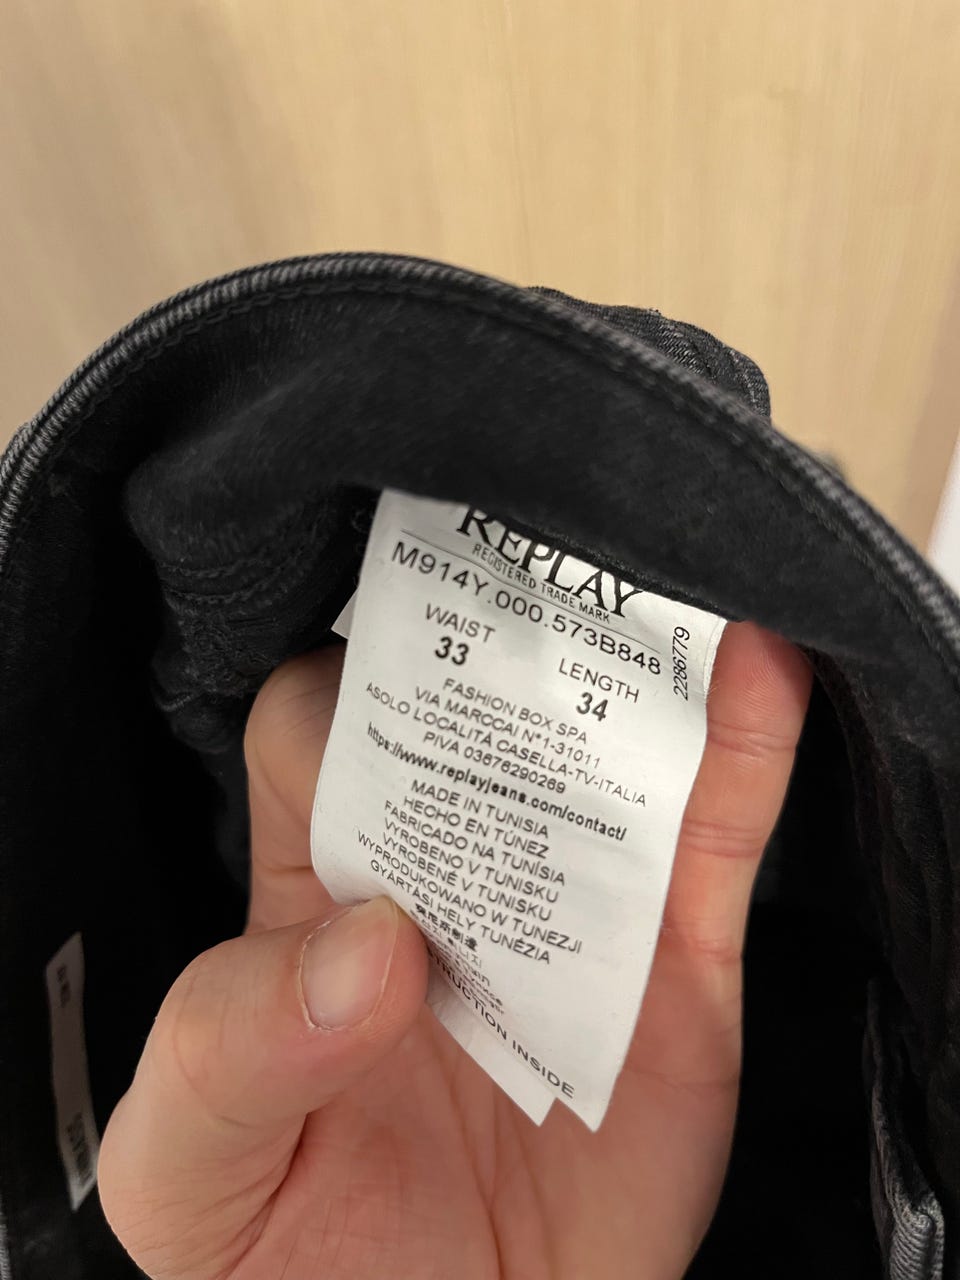 REPLAY
REGISTERED TRADE MARK
M914Y.000.573B848
2286779
WAIST
33
LENGTH
34
FASHION BOX SPA
VIA MARCCAI N°1-31011
ASOLO LOCALITÀ CASELLA-TV-ITALIA
PIVA 03676290269
https://www.replayjeans.com/contact/
MADE IN TUNISIA
HECHO EN TÚNEZ
FABRICADO NA TUNÍSIA
VYROBENO V TUNISKU
VYROBENÉ V TUNISKU
WYPRODUKOWANO W TUNEZJI
GYÁRTÁSI HELY TUNÉZIA
INSIDE